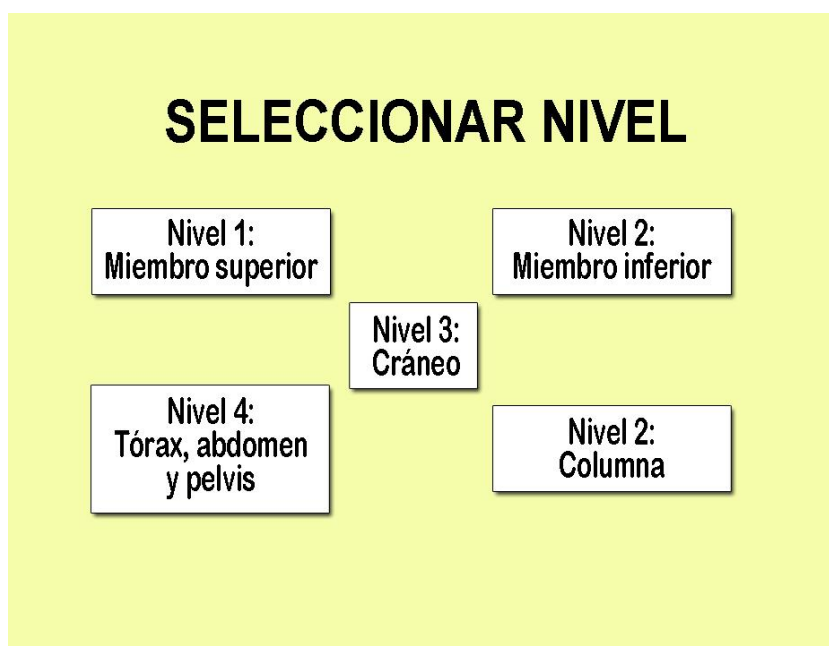 SELECCIONAR NIVEL
Nivel 1:
Miembro superior
Nivel 2:
Miembro inferior
Nivel 3:
Cráneo
Nivel 4:
Tórax, abdomen
y pelvis
Nivel 2:
Columna